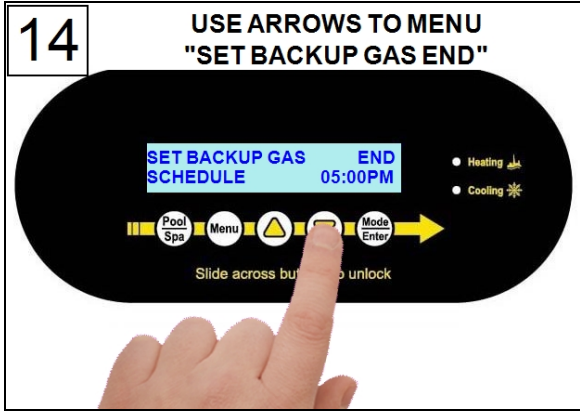 14
USE ARROWS TO MENU
"SET BACKUP GAS END"
SET BACKUP GAS END
SCHEDULE 05:00PM
Heating
Cooling
Pool
Spa
Menu
Mode
Enter
Slide across unlock